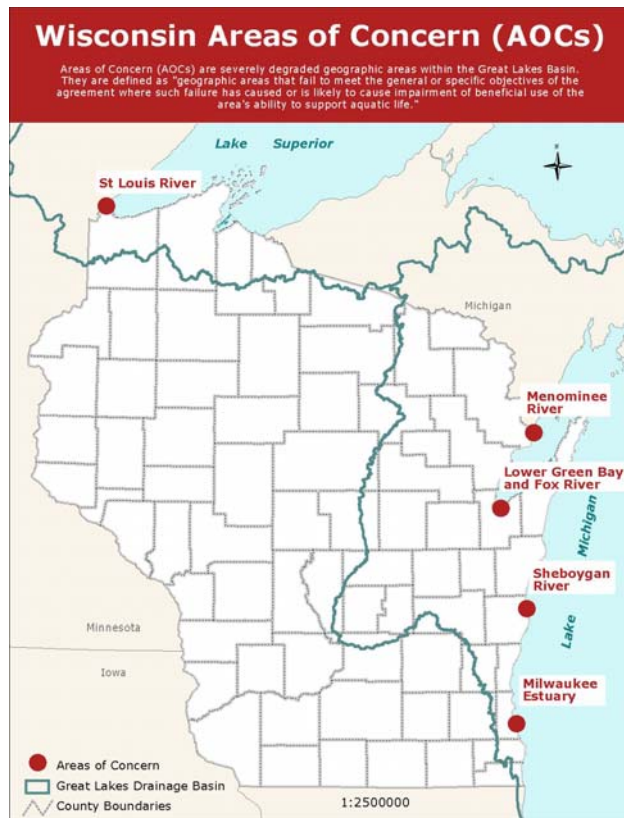 Wisconsin Areas of Concern (AOCs)
Areas of Concern (AOCs) are severely degraded geographic areas within the Great Lakes Basin.
They are defined as "geographic areas that fail to meet the general or specific objectives of the
agreement where such failure has caused or is likely to cause impairment of beneficial use of the
area's ability to support aquatic life."
Lake Superior
N
St Louis River
Michigan
Menominee
River
Lower Green Bay
and Fox River
Lake Michigan
Sheboygan
River
Minnesota
Iowa
Milwaukee
Estuary
Areas of Concern
Great Lakes Drainage Basin
County Boundaries
1:2500000